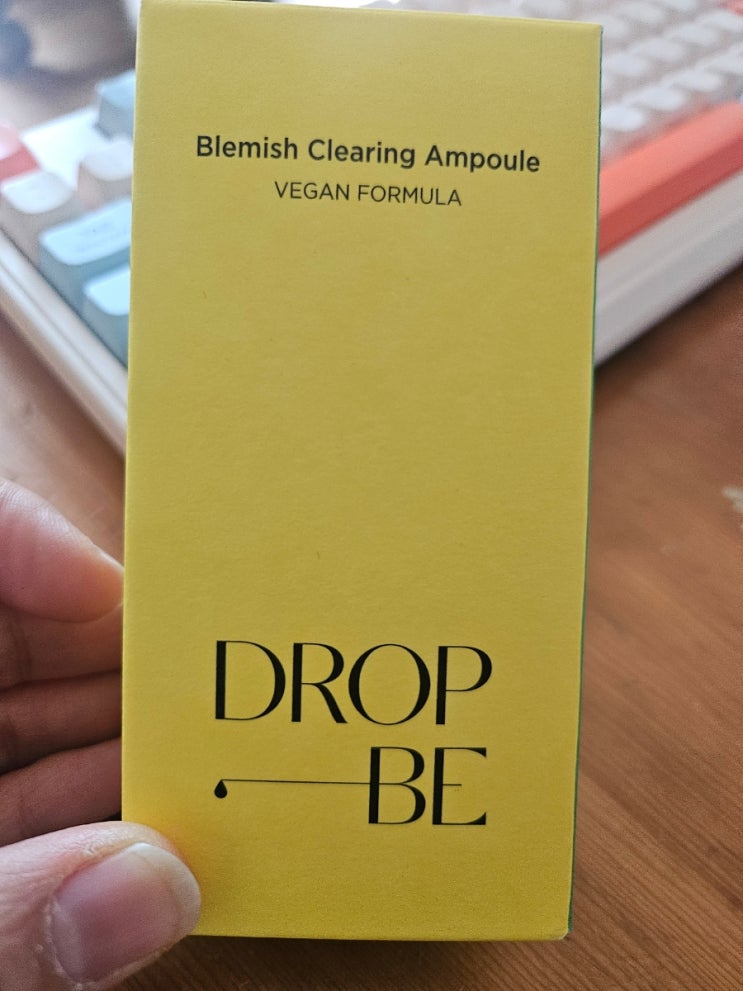 Blemish Clearing Ampoule
VEGAN FORMULA
DROP
BE